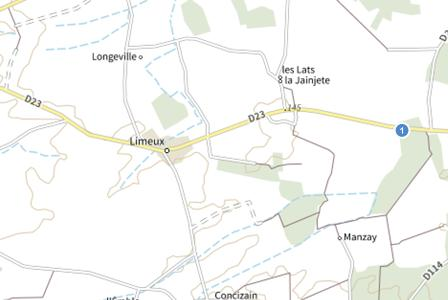 Longeville
les Lats
& la Jainjete
D23
D23
145
1
Limeux
Manzay
D114
Concizain